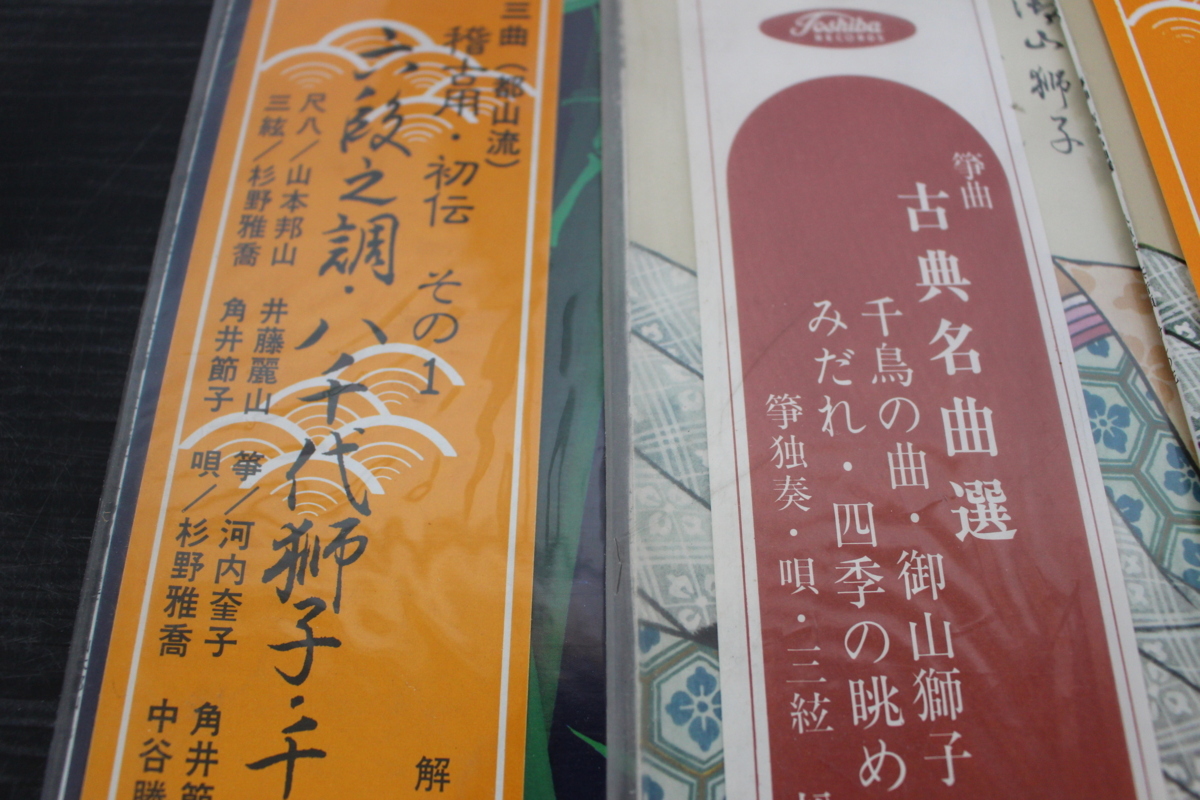 三曲（都山流）
稽古用・初伝 その1
六段之調・八千代獅子・千
尺八／山本邦山 井藤麗山 箏／河内奎子 角井節
三絃／杉野雅喬 角井節子 唄／杉野雅喬 中谷勝
解
Toshiba
RECORDS
箏曲
古典名曲選
千鳥の曲・御山獅子
みだれ・四季の眺め
箏独奏・唄・三絃
山獅子